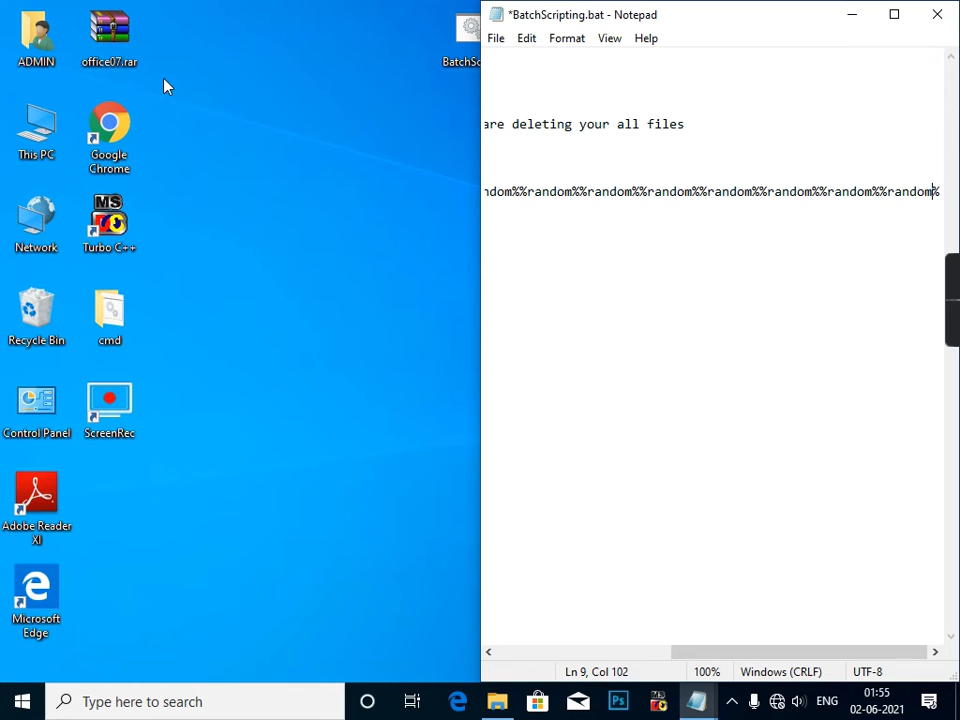 *BatchScripting.bat - Notepad
File Edit Format View Help
are deleting your all files
ndom%%random%%random%%random%%random%%random%%random%%random%
Ln 9, Col 102
100%
Windows (CRLF)
UTF-8
ADMIN
office07.rar
BatchSc
This PC
Google
Chrome
MS
Network
Turbo C++
Recycle Bin
cmd
Control Panel
ScreenRec
Adobe Reader
XI
Microsoft
Edge
Type here to search
Ps
MS
ENG
01:55
02-06-2021